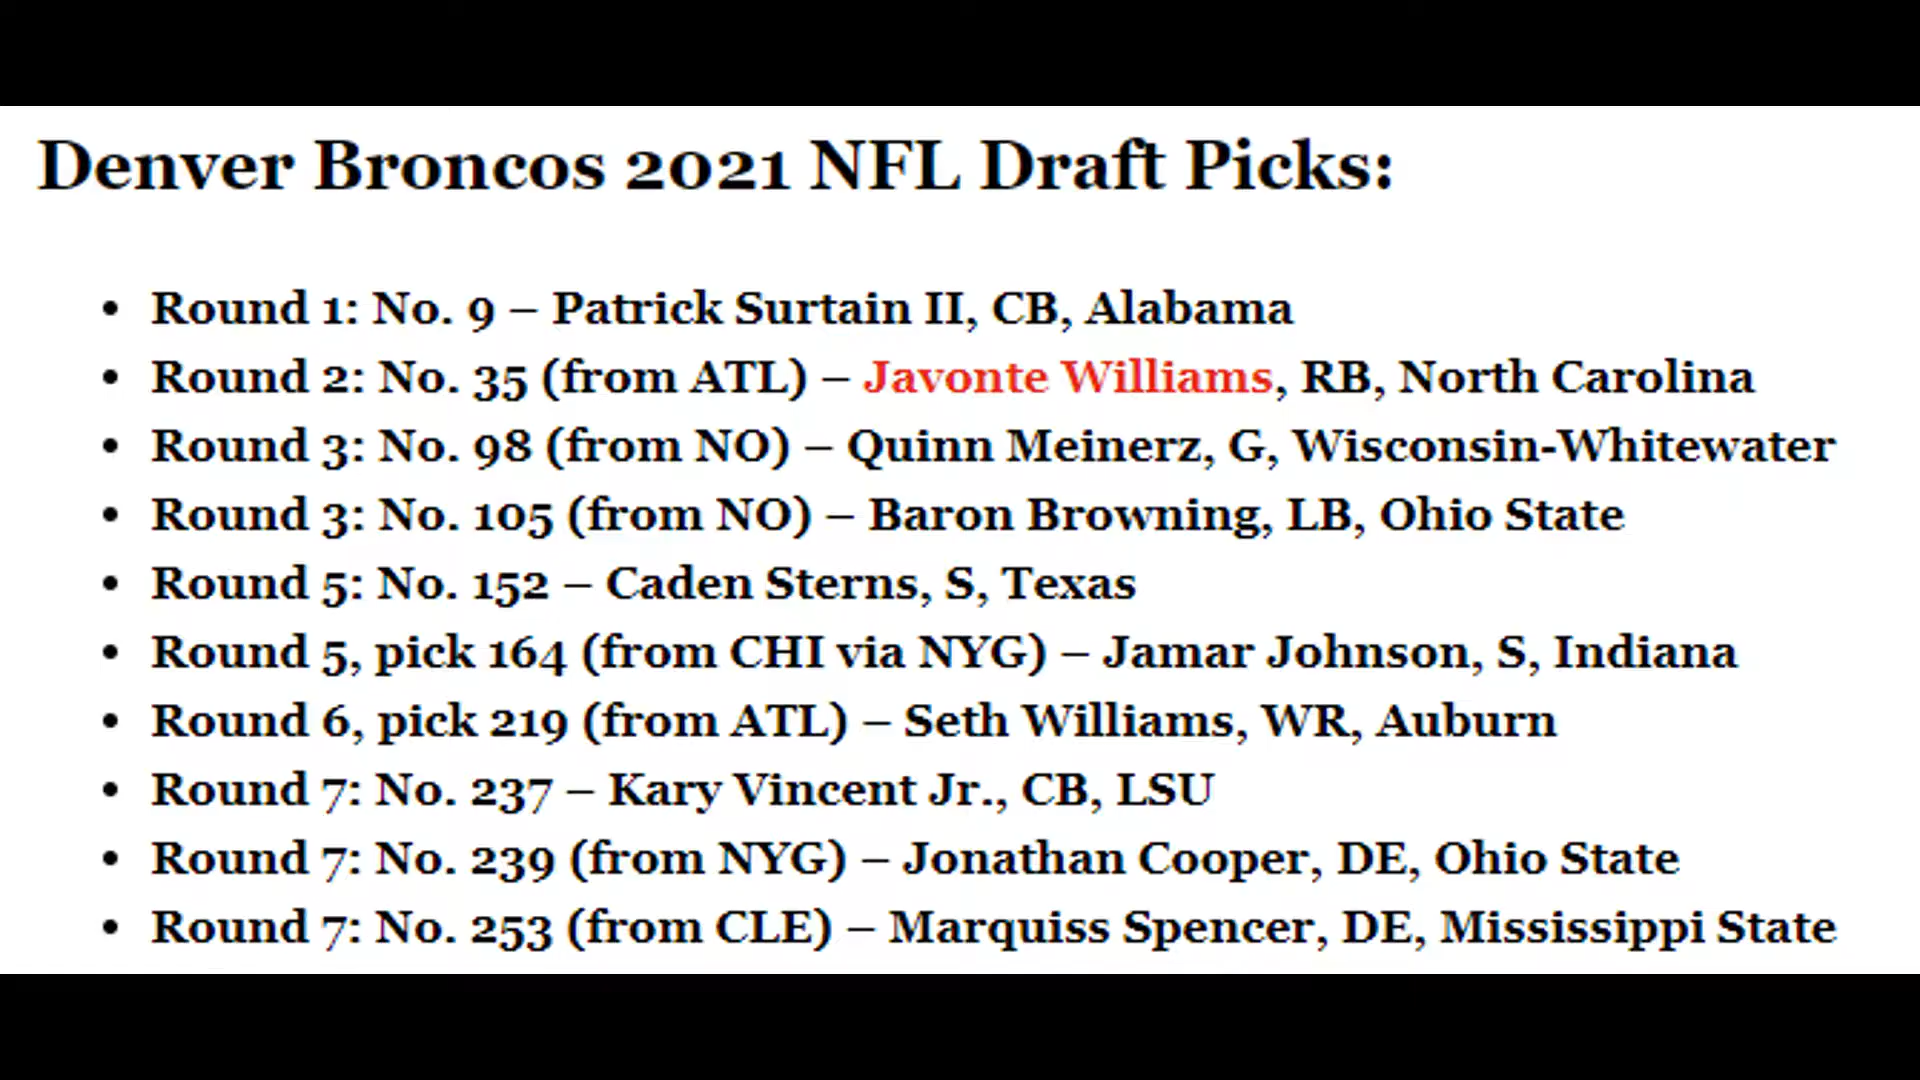 Denver Broncos 2021 NFL Draft Picks:
• Round 1: No. 9 – Patrick Surtain II, CB, Alabama
• Round 2: No. 35 (from ATL) – Javonte Williams, RB, North Carolina
• Round 3: No. 98 (from NO) – Quinn Meinerz, G, Wisconsin-Whitewater
• Round 3: No. 105 (from NO) – Baron Browning, LB, Ohio State
• Round 5: No. 152 – Caden Sterns, S, Texas
• Round 5, pick 164 (from CHI via NYG) – Jamar Johnson, S, Indiana
• Round 6, pick 219 (from ATL) – Seth Williams, WR, Auburn
• Round 7: No. 237 – Kary Vincent Jr., CB, LSU
• Round 7: No. 239 (from NYG) – Jonathan Cooper, DE, Ohio State
• Round 7: No. 253 (from CLE) – Marquiss Spencer, DE, Mississippi State